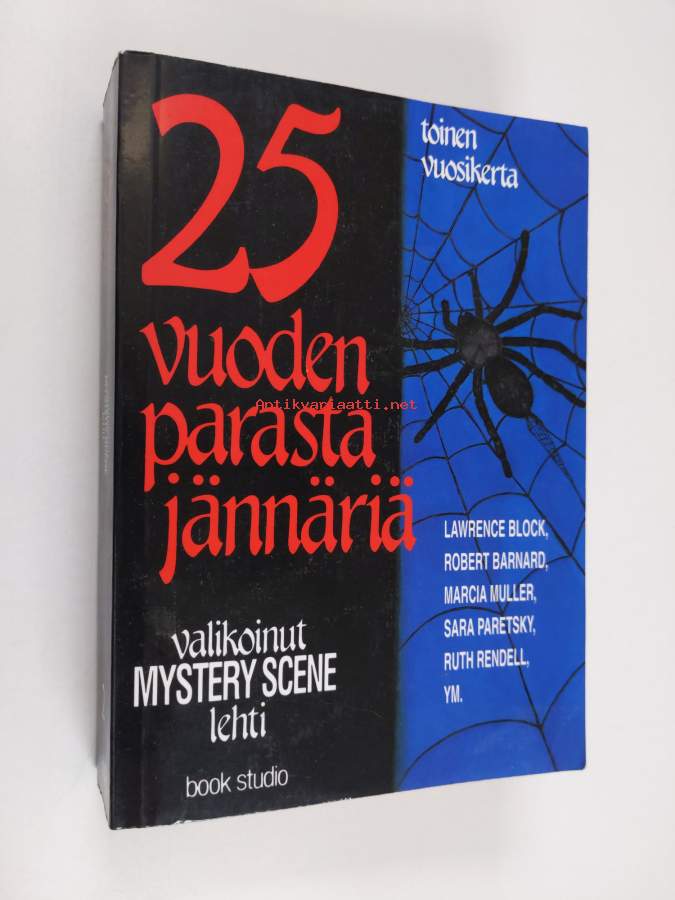 25
vuoden
parasta
jännäriä
valikoinut
MYSTERY SCENE
lehti
book studio
toinen
vuosikerta
LAWRENCE BLOCK,
ROBERT BARNARD,
MARCIA MULLER,
SARA PARETSKY,
RUTH RENDELL,
YM.
Antikvariaatti.net